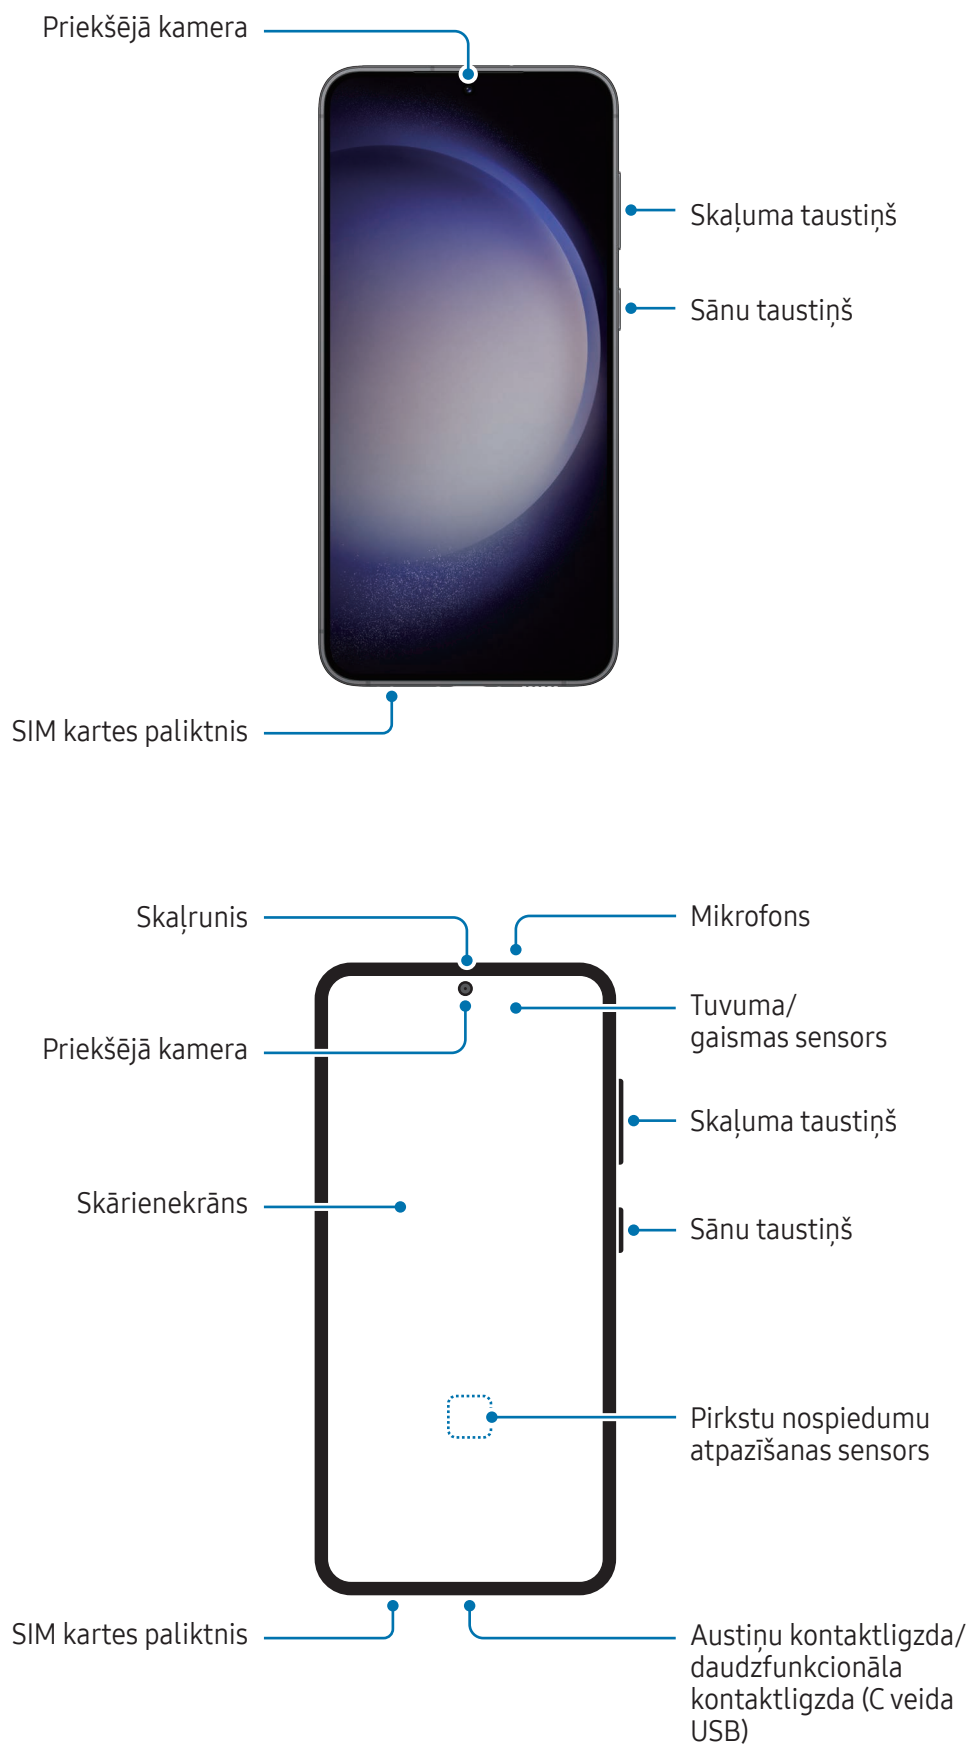 Priekšējā kamera
Skaļuma taustiņš
Sānu taustiņš
SIM kartes paliktnis
Skaļrunis
Mikrofons
Tuvuma/
gaismas sensors
Priekšējā kamera
Skaļuma taustiņš
Skārienekrāns
Sānu taustiņš
Pirkstu nospiedumu
atpazīšanas sensors
SIM kartes paliktnis
Austiņu kontaktligzda/
daudzfunkcionāla
kontaktligzda (C veida
USB)